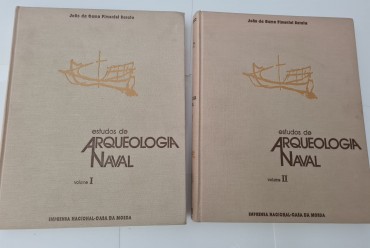 João da Gama Pimentel Barata
estudos de
ARQUEOLOGIA
NAVAL
volume I
IMPRENSA NACIONAL-CASA DA MOEDA
João da Gama Pimentel Barata
estudos de
ARQUEOLOGIA
NAVAL
volume II
IMPRENSA NACIONAL-CASA DA MOEDA